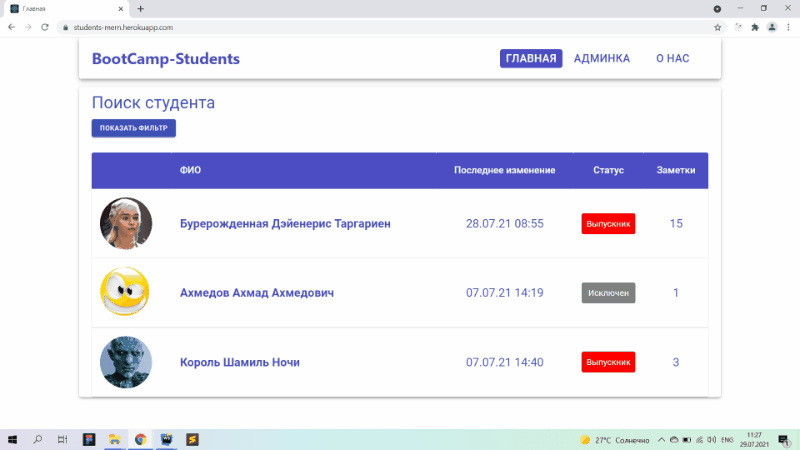 Главная
students-mern.herokuapp.com
BootCamp-Students
ГЛАВНАЯ
АДМИНКА
О НАС
Поиск студента
ПОКАЗАТЬ ФИЛЬТР
ФИО Последнее изменение Статус Заметки
Бурерожденная Дэйенерис Таргариен 28.07.21 08:55 Выпускник 15
Ахмедов Ахмад Ахмедович 07.07.21 14:19 Исключен 1
Король Шамиль Ночи 07.07.21 14:40 Выпускник 3
27°C Солнечно
ENG
11:27
29.07.2021